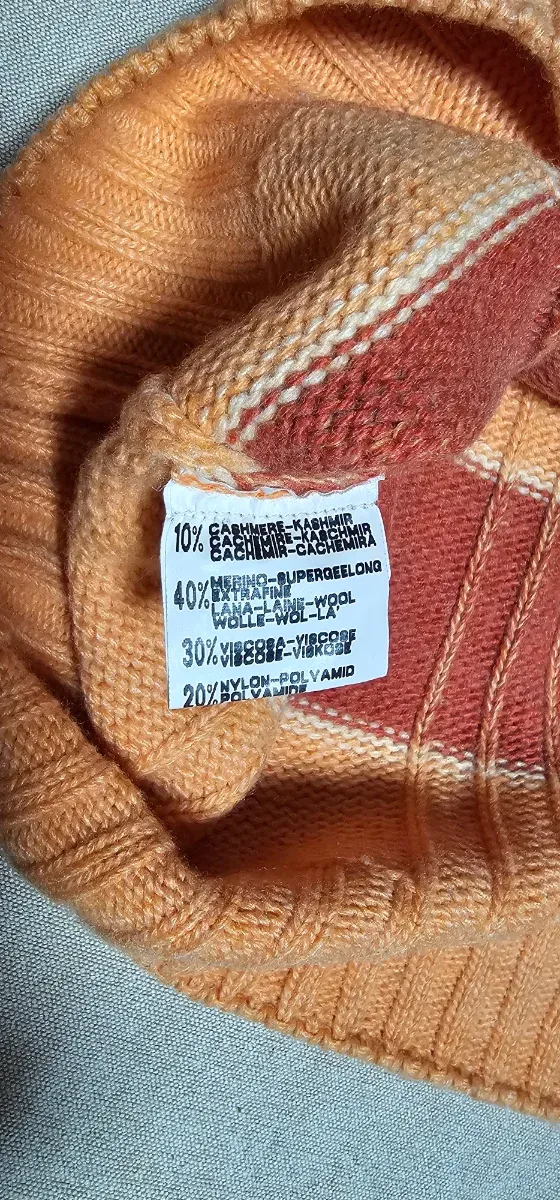 10% CASHMERE-KASHMIR
CACHEMIRE-KASCHMIR
CACHEMIR-CACHEMIRA
40% MERINO-SUPERGEELONG
EXTRAFINE
LANA-LAINE-WOOL
WOLLE-WOL-LA'
30% VISCOSA-VISCOSE
VISCOSE-VISKOSE
20% NYLON-POLYAMID
POLYAMIDE